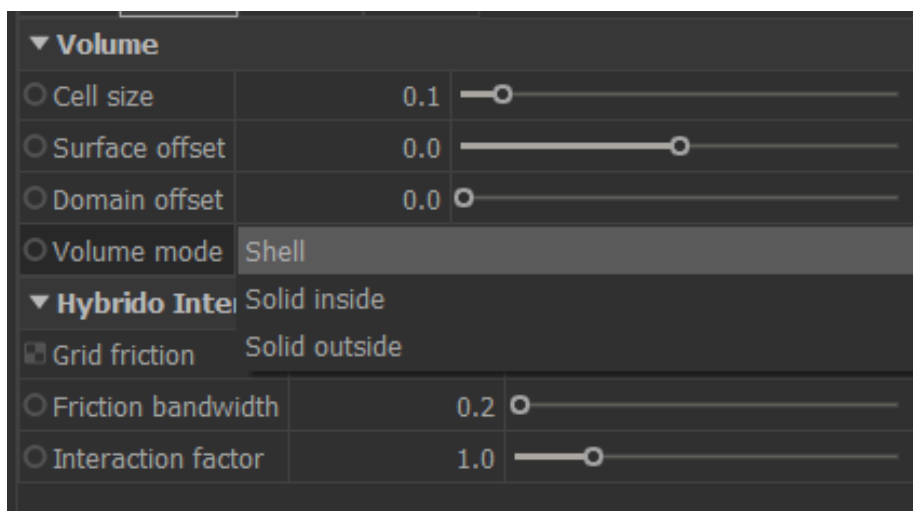 Volume
Cell size 0.1
Surface offset 0.0
Domain offset 0.0
Volume mode Shell
Hybrido Inte Solid inside
Grid friction Solid outside
Friction bandwidth 0.2
Interaction factor 1.0